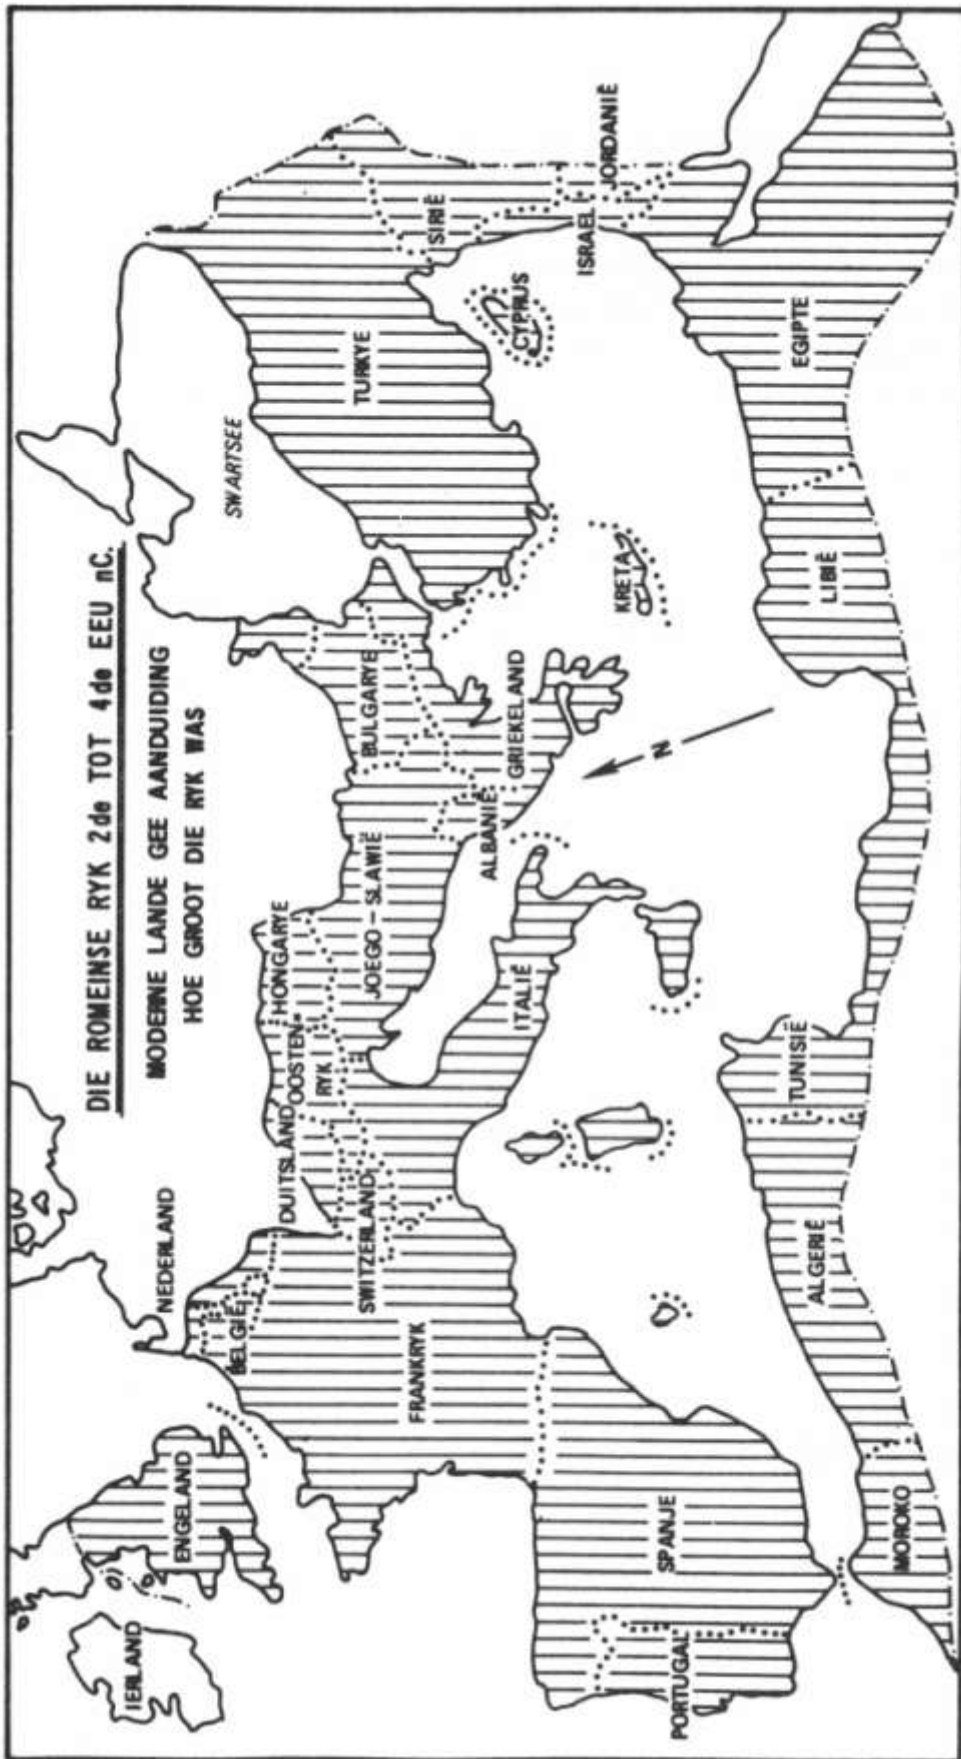 DIE ROMEINSE RYK 2de TOT 4de EEU nC.
MODERNE LANDE GEE AANDUIDING
HOE GROOT DIE RYK WAS
IERLAND
ENGELAND
NEDERLAND
BELGIË
DUITSLAND
OOSTEN-
RYK
HONGARYE
SWITZERLAND
FRANKRYK
JOEGO-SLAWIË
BULGARYE
SWARTSEE
TURKYE
SIRIË
CYPRUS
ISRAEL
JORDANIË
ALBANIË
GRIEKELAND
KRETA
ITALIË
N
PORTUGAL
SPANJE
MOROKO
ALGERIË
TUNISIË
LIBIË
EGIPTE